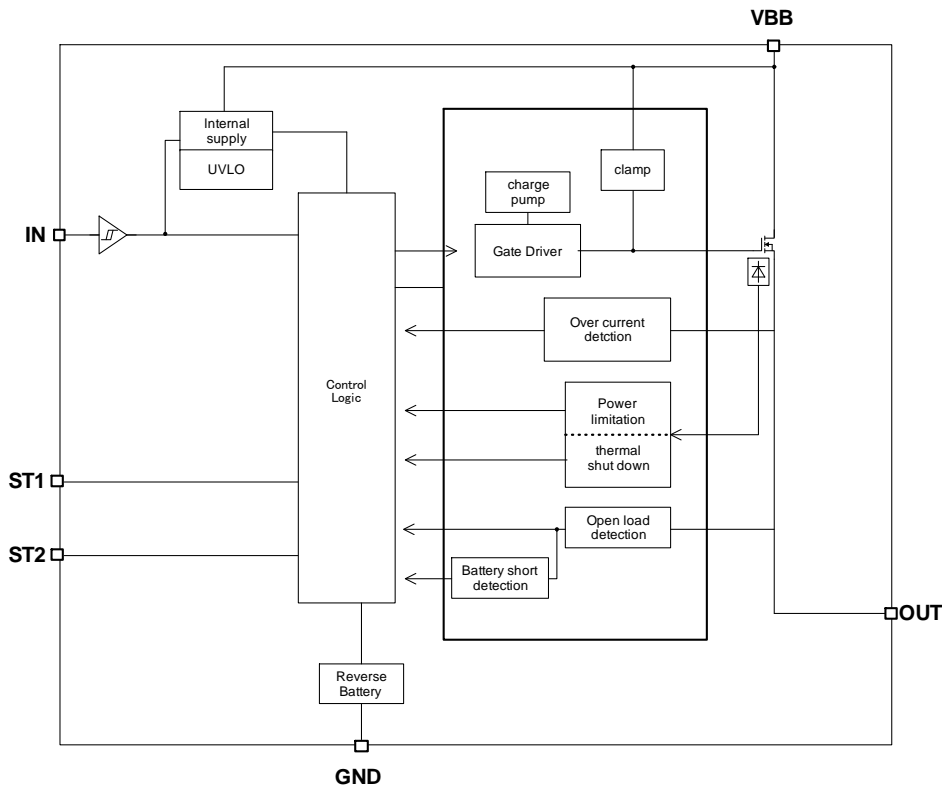 VBB
Internal
supply
UVLO
clamp
charge
pump
IN
Gate Driver
Over current
detction
Control
Logic
Power
limitation
thermal
shut down
ST1
Open load
detection
ST2
Battery short
detection
OUT
Reverse
Battery
GND